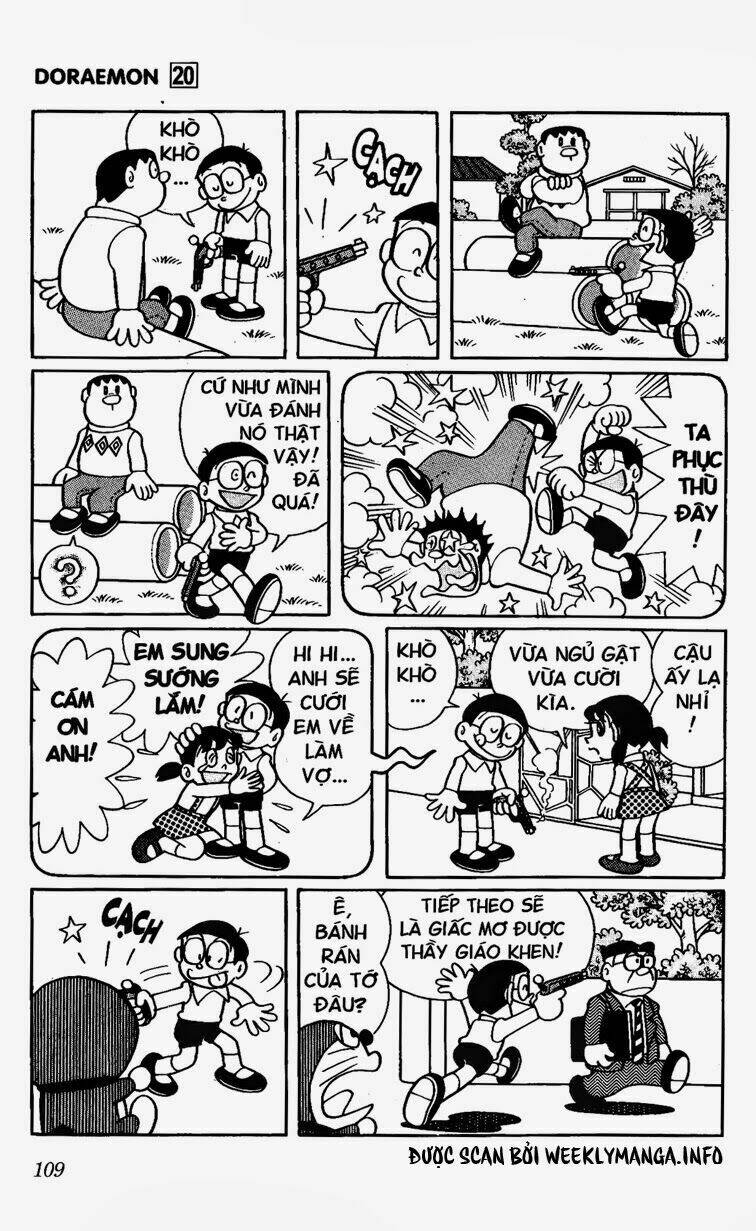 DORAEMON 20
CẠCH
KHÒ
KHÒ
...
TA
PHỤC
THÙ
ĐÂY
!
CỨ NHƯ MÌNH
VỪA ĐÁNH
NÓ THẬT
VẬY! ĐÃ
QUÁ!
?
CẬU
ẤY LẠ
NHỈ
!
VỪA NGỦ GẬT
VỪA CƯỜI
KÌA.
KHÒ
KHÒ
...
HI HI...
ANH SẼ
CƯỚI
EM VỀ
LÀM
VỢ...
EM SUNG
SƯỚNG
LẮM!
CÁM
ƠN
ANH!
TIẾP THEO SẼ
LÀ GIẤC MƠ ĐƯỢC
THẦY GIÁO KHEN!
Ê,
BÁNH
RÁN
CỦA TỚ
ĐÂU?
CẠCH
109
ĐƯỢC SCAN BỞI WEEKLYMANGA.INFO